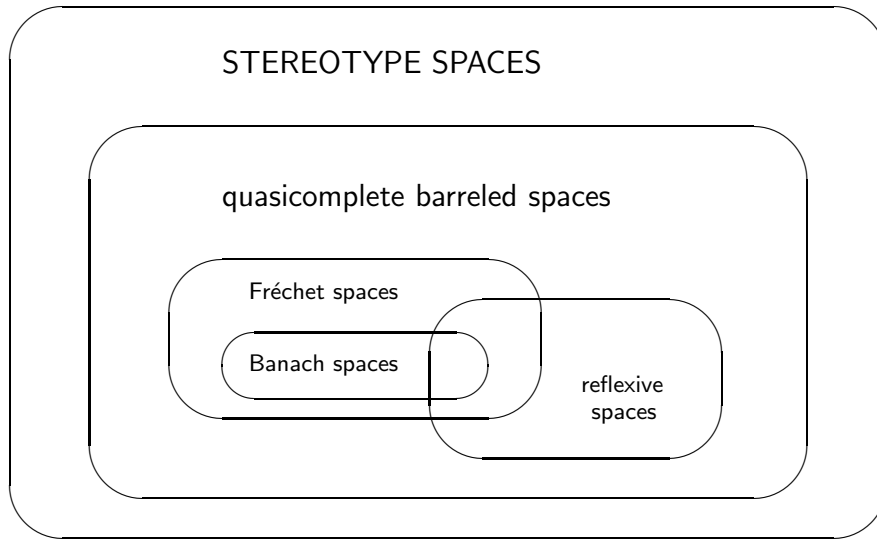 STEREOTYPE SPACES
quasicomplete barreled spaces
Fréchet spaces
Banach spaces
reflexive
spaces